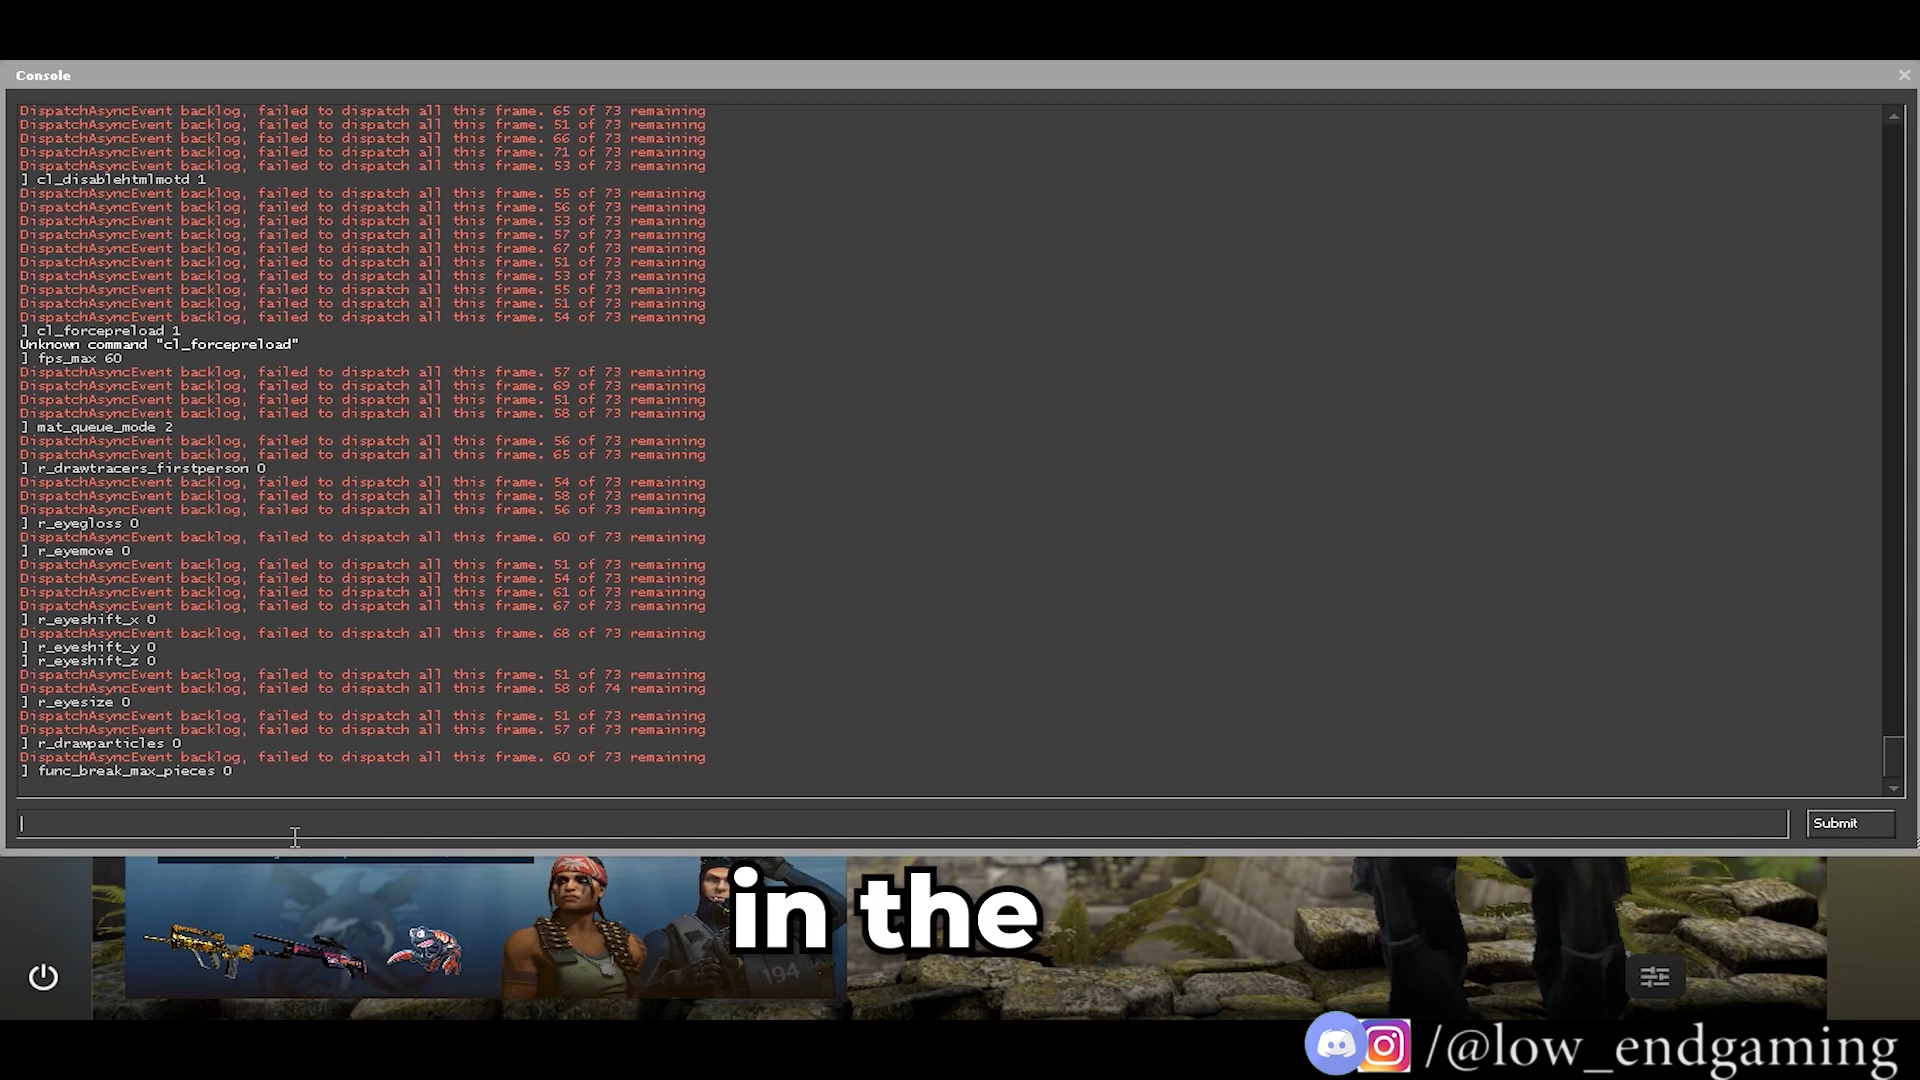 Console
DispatchAsyncEvent backlog, failed to dispatch all this frame. 65 of 73 remaining
DispatchAsyncEvent backlog, failed to dispatch all this frame. 51 of 73 remaining
DispatchAsyncEvent backlog, failed to dispatch all this frame. 66 of 73 remaining
DispatchAsyncEvent backlog, failed to dispatch all this frame. 71 of 73 remaining
DispatchAsyncEvent backlog, failed to dispatch all this frame. 53 of 73 remaining
] cl_disablehtmlmotd 1
DispatchAsyncEvent backlog, failed to dispatch all this frame. 55 of 73 remaining
DispatchAsyncEvent backlog, failed to dispatch all this frame. 56 of 73 remaining
DispatchAsyncEvent backlog, failed to dispatch all this frame. 53 of 73 remaining
DispatchAsyncEvent backlog, failed to dispatch all this frame. 57 of 73 remaining
DispatchAsyncEvent backlog, failed to dispatch all this frame. 67 of 73 remaining
DispatchAsyncEvent backlog, failed to dispatch all this frame. 51 of 73 remaining
DispatchAsyncEvent backlog, failed to dispatch all this frame. 53 of 73 remaining
DispatchAsyncEvent backlog, failed to dispatch all this frame. 55 of 73 remaining
DispatchAsyncEvent backlog, failed to dispatch all this frame. 51 of 73 remaining
DispatchAsyncEvent backlog, failed to dispatch all this frame. 54 of 73 remaining
] cl_forcepreload 1
Unknown command "cl_forcepreload"
] fps_max 60
DispatchAsyncEvent backlog, failed to dispatch all this frame. 57 of 73 remaining
DispatchAsyncEvent backlog, failed to dispatch all this frame. 69 of 73 remaining
DispatchAsyncEvent backlog, failed to dispatch all this frame. 51 of 73 remaining
DispatchAsyncEvent backlog, failed to dispatch all this frame. 58 of 73 remaining
] mat_queue_mode 2
DispatchAsyncEvent backlog, failed to dispatch all this frame. 56 of 73 remaining
DispatchAsyncEvent backlog, failed to dispatch all this frame. 65 of 73 remaining
] r_drawtracers_firstperson 0
DispatchAsyncEvent backlog, failed to dispatch all this frame. 54 of 73 remaining
DispatchAsyncEvent backlog, failed to dispatch all this frame. 58 of 73 remaining
DispatchAsyncEvent backlog, failed to dispatch all this frame. 56 of 73 remaining
] r_eyegloss 0
DispatchAsyncEvent backlog, failed to dispatch all this frame. 60 of 73 remaining
] r_eyemove 0
DispatchAsyncEvent backlog, failed to dispatch all this frame. 51 of 73 remaining
DispatchAsyncEvent backlog, failed to dispatch all this frame. 54 of 73 remaining
DispatchAsyncEvent backlog, failed to dispatch all this frame. 61 of 73 remaining
DispatchAsyncEvent backlog, failed to dispatch all this frame. 67 of 73 remaining
] r_eyeshift_x 0
DispatchAsyncEvent backlog, failed to dispatch all this frame. 68 of 73 remaining
] r_eyeshift_y 0
] r_eyeshift_z 0
DispatchAsyncEvent backlog, failed to dispatch all this frame. 51 of 73 remaining
DispatchAsyncEvent backlog, failed to dispatch all this frame. 58 of 74 remaining
] r_eyesize 0
DispatchAsyncEvent backlog, failed to dispatch all this frame. 51 of 73 remaining
DispatchAsyncEvent backlog, failed to dispatch all this frame. 57 of 73 remaining
] r_drawparticles 0
DispatchAsyncEvent backlog, failed to dispatch all this frame. 60 of 73 remaining
] func_break_max_pieces 0
Submit
in the
194
/@low_endgaming